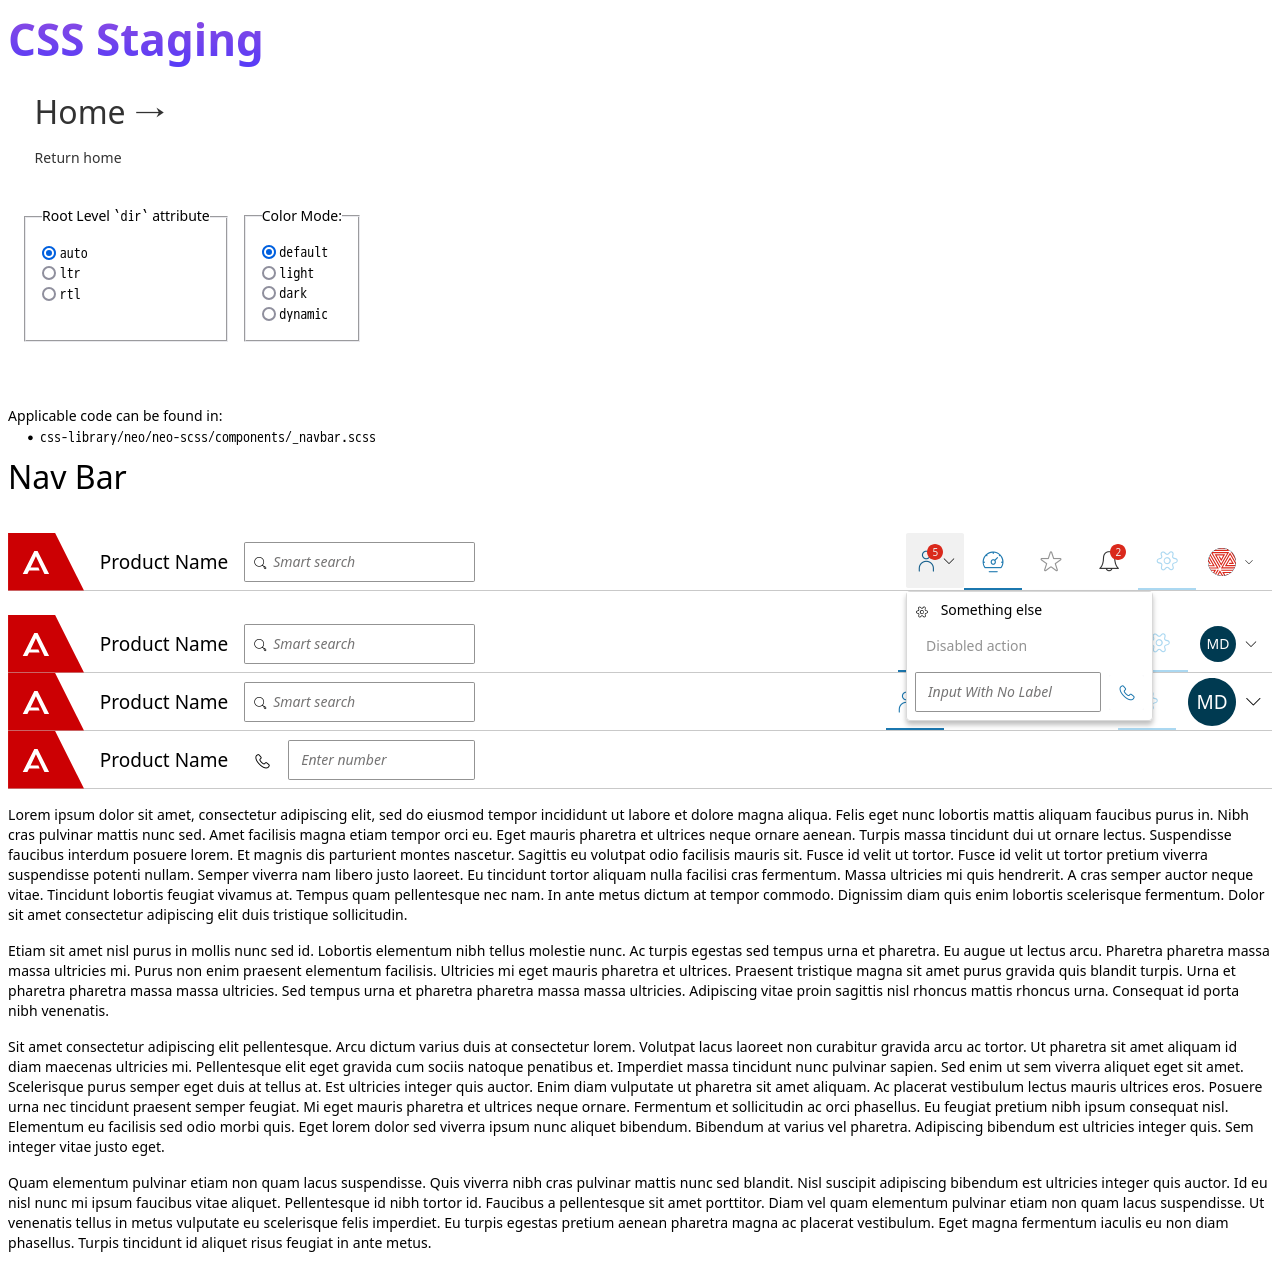 CSS Staging
Home →
Return home
Root Level `dir` attribute
auto
ltr
rtl
Color Mode:
default
light
dark
dynamic
Applicable code can be found in:
• css-library/neo/neo-scss/components/_navbar.scss
Nav Bar
Product Name Smart search 5 2
Something else
Product Name Smart search MD
Disabled action
Product Name Smart search Input With No Label MD
Product Name Enter number
Lorem ipsum dolor sit amet, consectetur adipiscing elit, sed do eiusmod tempor incididunt ut labore et dolore magna aliqua. Felis eget nunc lobortis mattis aliquam faucibus purus in. Nibh
cras pulvinar mattis nunc sed. Amet facilisis magna etiam tempor orci eu. Eget mauris pharetra et ultrices neque ornare aenean. Turpis massa tincidunt dui ut ornare lectus. Suspendisse
faucibus interdum posuere lorem. Et magnis dis parturient montes nascetur. Sagittis eu volutpat odio facilisis mauris sit. Fusce id velit ut tortor. Fusce id velit ut tortor pretium viverra
suspendisse potenti nullam. Semper viverra nam libero justo laoreet. Eu tincidunt tortor aliquam nulla facilisi cras fermentum. Massa ultricies mi quis hendrerit. A cras semper auctor neque
vitae. Tincidunt lobortis feugiat vivamus at. Tempus quam pellentesque nec nam. In ante metus dictum at tempor commodo. Dignissim diam quis enim lobortis scelerisque fermentum. Dolor
sit amet consectetur adipiscing elit duis tristique sollicitudin.
Etiam sit amet nisl purus in mollis nunc sed id. Lobortis elementum nibh tellus molestie nunc. Ac turpis egestas sed tempus urna et pharetra. Eu augue ut lectus arcu. Pharetra pharetra massa
massa ultricies mi. Purus non enim praesent elementum facilisis. Ultricies mi eget mauris pharetra et ultrices. Praesent tristique magna sit amet purus gravida quis blandit turpis. Urna et
pharetra pharetra massa massa ultricies. Sed tempus urna et pharetra pharetra massa massa ultricies. Adipiscing vitae proin sagittis nisl rhoncus mattis rhoncus urna. Consequat id porta
nibh venenatis.
Sit amet consectetur adipiscing elit pellentesque. Arcu dictum varius duis at consectetur lorem. Volutpat lacus laoreet non curabitur gravida arcu ac tortor. Ut pharetra sit amet aliquam id
diam maecenas ultricies mi. Pellentesque elit eget gravida cum sociis natoque penatibus et. Imperdiet massa tincidunt nunc pulvinar sapien. Sed enim ut sem viverra aliquet eget sit amet.
Scelerisque purus semper eget duis at tellus at. Est ultricies integer quis auctor. Enim diam vulputate ut pharetra sit amet aliquam. Ac placerat vestibulum lectus mauris ultrices eros. Posuere
urna nec tincidunt praesent semper feugiat. Mi eget mauris pharetra et ultrices neque ornare. Fermentum et sollicitudin ac orci phasellus. Eu feugiat pretium nibh ipsum consequat nisl.
Elementum eu facilisis sed odio morbi quis. Eget lorem dolor sed viverra ipsum nunc aliquet bibendum. Bibendum at varius vel pharetra. Adipiscing bibendum est ultricies integer quis. Sem
integer vitae justo eget.
Quam elementum pulvinar etiam non quam lacus suspendisse. Quis viverra nibh cras pulvinar mattis nunc sed blandit. Nisl suscipit adipiscing bibendum est ultricies integer quis auctor. Id eu
nisl nunc mi ipsum faucibus vitae aliquet. Pellentesque id nibh tortor id. Faucibus a pellentesque sit amet porttitor. Diam vel quam elementum pulvinar etiam non quam lacus suspendisse. Ut
venenatis tellus in metus vulputate eu scelerisque felis imperdiet. Eu turpis egestas pretium aenean pharetra magna ac placerat vestibulum. Eget magna fermentum iaculis eu non diam
phasellus. Turpis tincidunt id aliquet risus feugiat in ante metus.